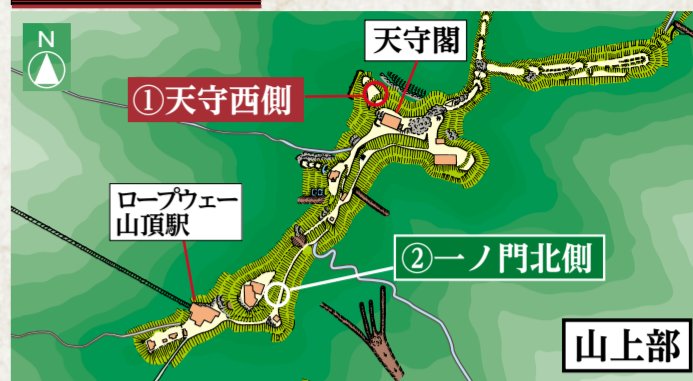 N
天守閣
①天守西側
ロープウェー
山頂駅
②一ノ門北側
山上部